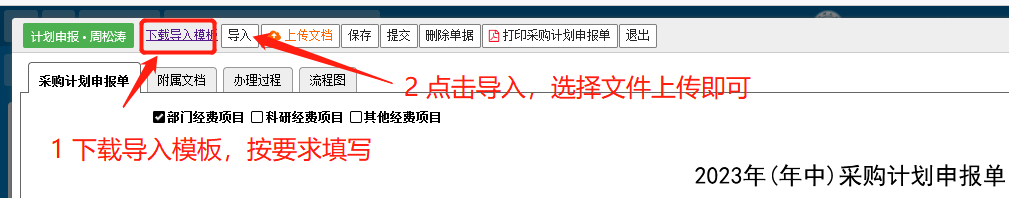 计划申报·周松涛 下载导入模板 导入 上传文档 保存 提交 删除单据 打印采购计划申报单 退出
采购计划申报单 附属文档 办理过程 流程图
2 点击导入，选择文件上传即可
部门经费项目 科研经费项目 其他经费项目
1 下载导入模板，按要求填写
2023年(年中)采购计划申报单